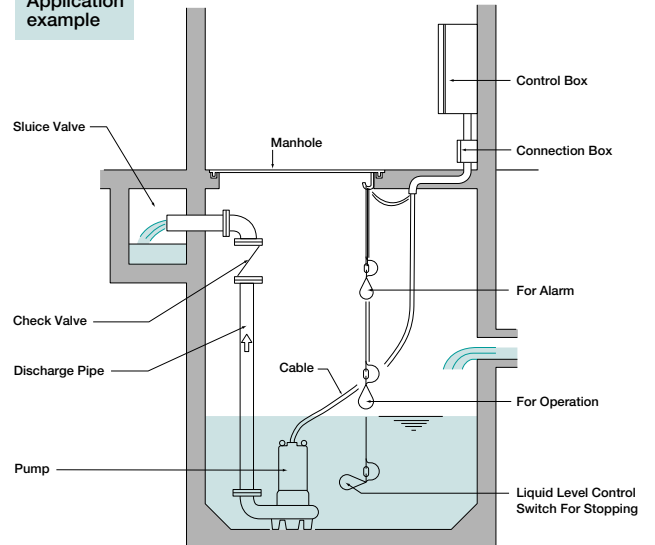 Application
example
Control Box
Sluice Valve
Manhole
Connection Box
For Alarm
Check Valve
Discharge Pipe
Cable
For Operation
Pump
Liquid Level Control
Switch For Stopping